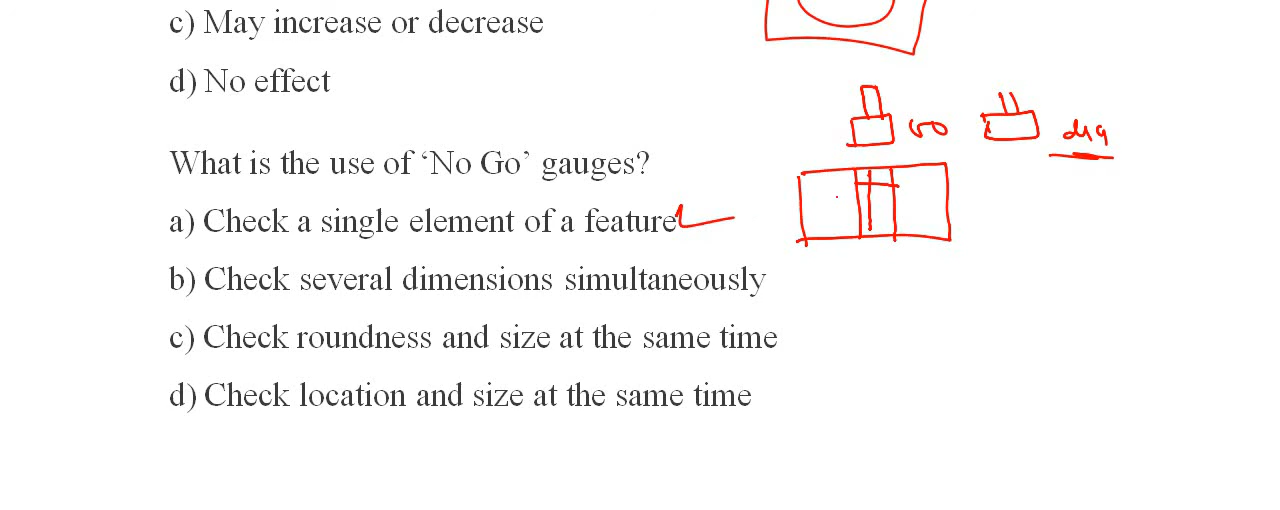 c) May increase or decrease
d) No effect
What is the use of ‘No Go’ gauges?
a) Check a single element of a feature
b) Check several dimensions simultaneously
c) Check roundness and size at the same time
d) Check location and size at the same time